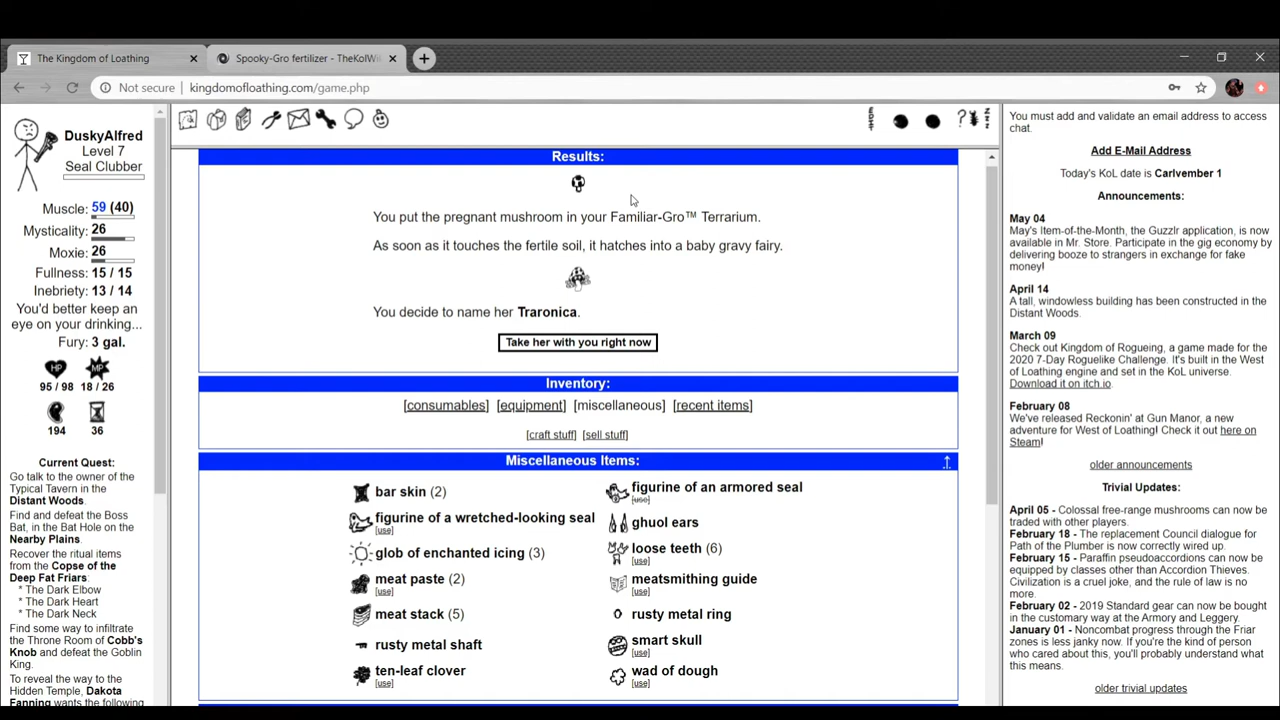 The Kingdom of Loathing
Spooky-Gro fertilizer - TheKolWi
Not secure | kingdomofloathing.com/game.php
DuskyAlfred
Level 7
Seal Clubber
Muscle: 59 (40)
Mysticality: 26
Moxie: 26
Fullness: 15 / 15
Inebriety: 13 / 14
You'd better keep an
eye on your drinking...
Fury: 3 gal.
HP
MP
95 / 98
18 / 26
194
36
Current Quest:
Go talk to the owner of the
Typical Tavern in the
Distant Woods.
Find and defeat the Boss
Bat, in the Bat Hole on the
Nearby Plains.
Recover the ritual items
from the Copse of the
Deep Fat Friars:
* The Dark Elbow
* The Dark Heart
* The Dark Neck
Find some way to infiltrate
the Throne Room of Cobb's
Knob and defeat the Goblin
King.
To reveal the way to the
Hidden Temple, Dakota
Fanning wants the following
Results:
You put the pregnant mushroom in your Familiar-Gro™ Terrarium.
As soon as it touches the fertile soil, it hatches into a baby gravy fairy.
You decide to name her Traronica.
Take her with you right now
Inventory:
[consumables] [equipment] [miscellaneous] [recent items]
[craft stuff] [sell stuff]
Miscellaneous Items:
bar skin (2)
figurine of an armored seal
[use]
figurine of a wretched-looking seal
[use]
ghuol ears
glob of enchanted icing (3)
loose teeth (6)
[use]
meat paste (2)
[use]
meatsmithing guide
[use]
meat stack (5)
[use]
rusty metal ring
rusty metal shaft
smart skull
[use]
ten-leaf clover
[use]
wad of dough
[use]
You must add and validate an email address to access
chat.
Add E-Mail Address
Today's KoL date is Carlvember 1
Announcements:
May 04
May's Item-of-the-Month, the Guzzlr application, is now
available in Mr. Store. Participate in the gig economy by
delivering booze to strangers in exchange for fake
money!
April 14
A tall, windowless building has been constructed in the
Distant Woods.
March 09
Check out Kingdom of Rogueing, a game made for the
2020 7-Day Roguelike Challenge. It's built in the West
of Loathing engine and set in the KoL universe.
Download it on itch.io.
February 08
We've released Reckonin' at Gun Manor, a new
adventure for West of Loathing! Check it out here on
Steam!
older announcements
Trivial Updates:
April 05 - Colossal free-range mushrooms can now be
traded with other players.
February 18 - The replacement Council dialogue for
Path of the Plumber is now correctly wired up.
February 15 - Paraffin pseudoaccordions can now be
equipped by classes other than Accordion Thieves.
Civilization is a cruel joke, and the rule of law is no
more.
February 02 - 2019 Standard gear can now be bought
in the customary way at the Armory and Leggery.
January 01 - Noncombat progress through the Friar
zones is less janky now. If you're the kind of person
who cared about this, you'll probably understand what
this means.
older trivial updates